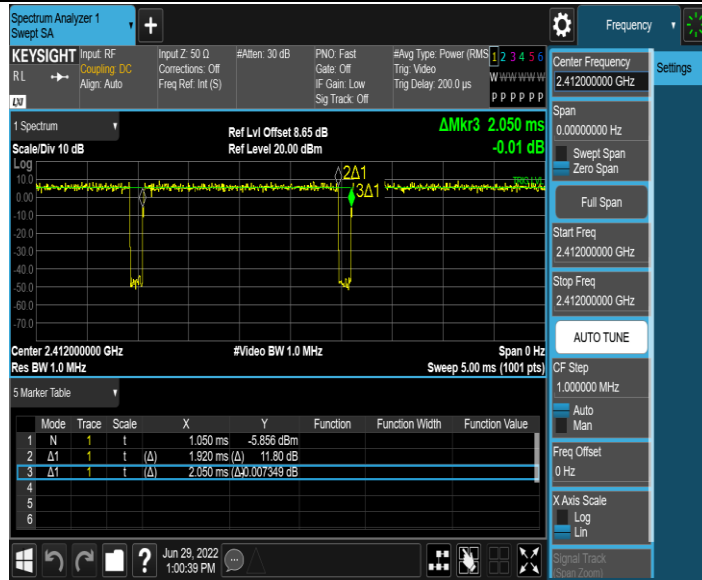 Spectrum Analyzer 1
Swept SA
Frequency
KEYSIGHT
RL
LXI
Input: RF
Coupling: DC
Align: Auto
Input Z: 50 Ω
Corrections: Off
Freq Ref: Int (S)
#Atten: 30 dB
PNO: Fast
Gate: Off
IF Gain: Low
Sig Track: Off
#Avg Type: Power (RMS
Trig: Video
Trig Delay: 200.0 µs
1 2 3 4 5 6
W W W W W W
P P P P P P
1 Spectrum
Scale/Div 10 dB
Ref Lvl Offset 8.65 dB
Ref Level 20.00 dBm
ΔMkr3 2.050 ms
-0.01 dB
Log
10.0
0.00
-10.0
-20.0
-30.0
-40.0
-50.0
-60.0
-70.0
2Δ1
3Δ1
TRIG LVL
Center 2.412000000 GHz
Res BW 1.0 MHz
#Video BW 1.0 MHz
Span 0 Hz
Sweep 5.00 ms (1001 pts)
5 Marker Table
Mode Trace Scale X Y Function Function Width Function Value
1 N 1 t 1.050 ms -5.856 dBm
2 Δ1 1 t (Δ) 1.920 ms (Δ) 11.80 dB
3 Δ1 1 t (Δ) 2.050 ms (Δ)-0.007349 dB
4
5
6
Jun 29, 2022
1:00:39 PM
Center Frequency
2.412000000 GHz
Span
0.00000000 Hz
Swept Span
Zero Span
Full Span
Start Freq
2.412000000 GHz
Stop Freq
2.412000000 GHz
AUTO TUNE
CF Step
1.000000 MHz
Auto
Man
Freq Offset
0 Hz
X Axis Scale
Log
Lin
Signal Track
(Span Zoom)
Settings